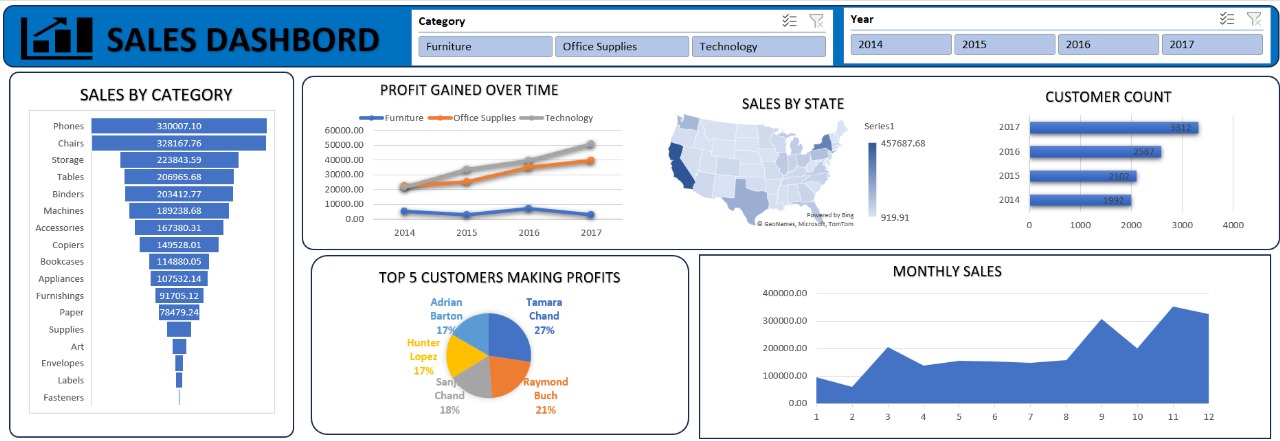 SALES DASHBORD
Category
Furniture Office Supplies Technology
Year
2014 2015 2016 2017
SALES BY CATEGORY
Phones 330007.10
Chairs 328167.76
Storage 223843.59
Tables 206965.68
Binders 203412.77
Machines 189238.68
Accessories 167380.31
Copiers 149528.01
Bookcases 114880.05
Appliances 107532.14
Furnishings 91705.12
Paper 78479.24
Supplies
Art
Envelopes
Labels
Fasteners
PROFIT GAINED OVER TIME
Furniture Office Supplies Technology
60000.00
50000.00
40000.00
30000.00
20000.00
10000.00
0.00
2014 2015 2016 2017
SALES BY STATE
Series1
457687.68
919.91
Powered by Bing
© GeoNames, Microsoft, TomTom
CUSTOMER COUNT
2017 3312
2016 2587
2015 2102
2014 1992
0 1000 2000 3000 4000
TOP 5 CUSTOMERS MAKING PROFITS
Adrian
Barton
17%
Tamara
Chand
27%
Hunter
Lopez
17%
Chand
18%
Raymond
Buch
21%
MONTHLY SALES
400000.00
300000.00
200000.00
100000.00
0.00
1 2 3 4 5 6 7 8 9 10 11 12